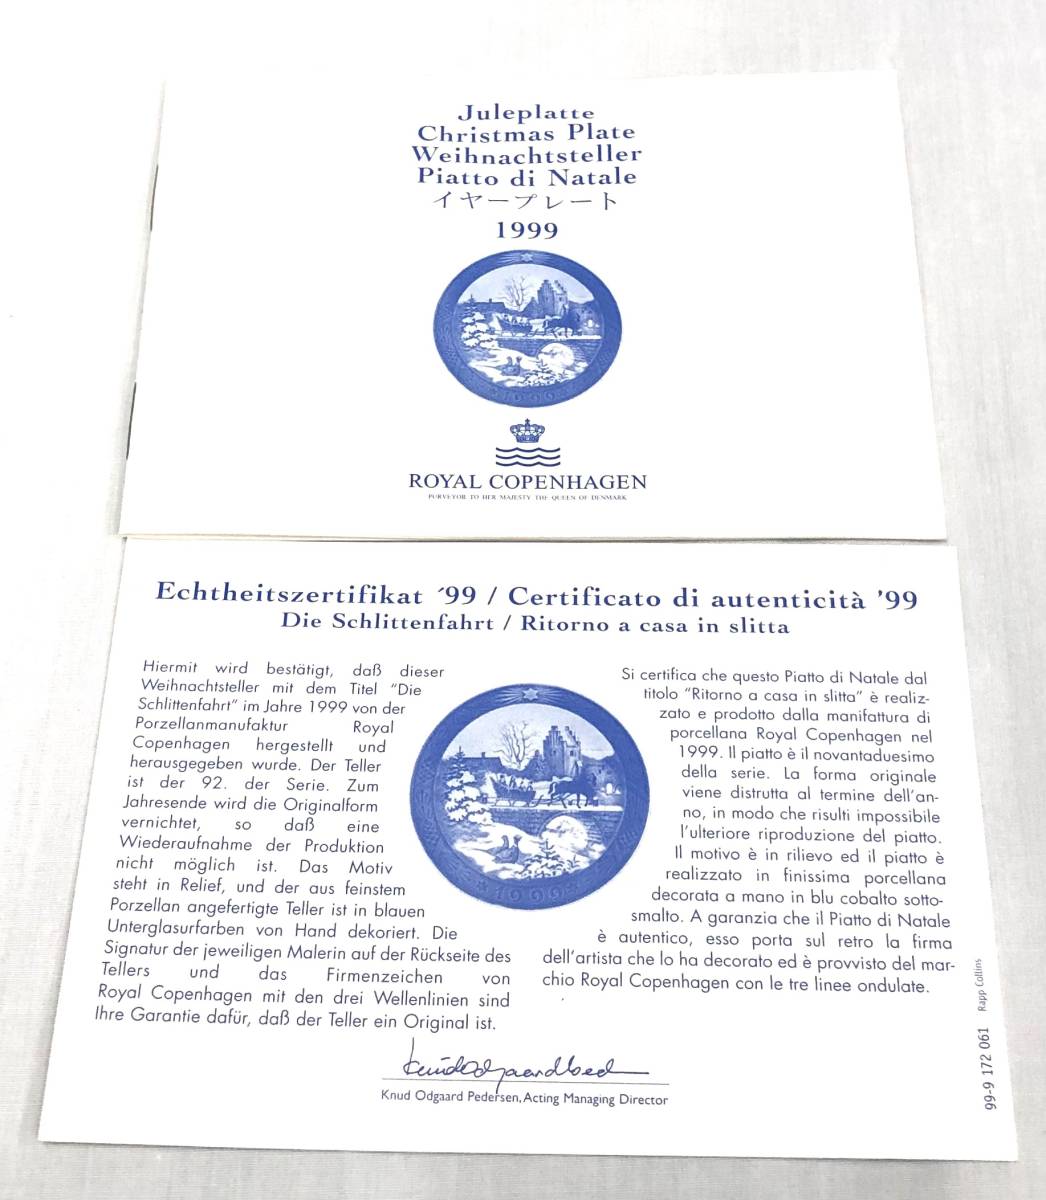 Juleplatte
Christmas Plate
Weihnachtsteller
Piatto di Natale
イヤープレート
1999
1999
ROYAL COPENHAGEN
PURVEYOR TO HER MAJESTY THE QUEEN OF DENMARK
Echtheitszertifikat ´99 / Certificato di autenticità ’99
Die Schlittenfahrt / Ritorno a casa in slitta
Hiermit wird bestätigt, daß dieser
Weihnachtsteller mit dem Titel “Die
Schlittenfahrt” im Jahre 1999 von der
Porzellanmanufaktur Royal
Copenhagen hergestellt und
herausgegeben wurde. Der Teller
ist der 92. der Serie. Zum
Jahresende wird die Originalform
vernichtet, so daß eine
Wiederaufnahme der Produktion
nicht möglich ist. Das Motiv
steht in Relief, und der aus feinstem
Porzellan angefertigte Teller ist in blauen
Unterglasurfarben von Hand dekoriert. Die
Signatur der jeweiligen Malerin auf der Rückseite des
Tellers und das Firmenzeichen von
Royal Copenhagen mit den drei Wellenlinien sind
Ihre Garantie dafür, daß der Teller ein Original ist.
1999
Si certifica che questo Piatto di Natale dal
titolo “Ritorno a casa in slitta” è realiz-
zato e prodotto dalla manifattura di
porcellana Royal Copenhagen nel
1999. Il piatto è il novantaduesimo
della serie. La forma originale
viene distrutta al termine dell’an-
no, in modo che risulti impossibile
l’ulteriore riproduzione del piatto.
Il motivo è in rilievo ed il piatto è
realizzato in finissima porcellana
decorata a mano in blu cobalto sotto-
smalto. A garanzia che il Piatto di Natale
è autentico, esso porta sul retro la firma
dell’artista che lo ha decorato ed è provvisto del mar-
chio Royal Copenhagen con le tre linee ondulate.
Knud Odgaard Pedersen, Acting Managing Director
99-9 172 061 Rapp Collins